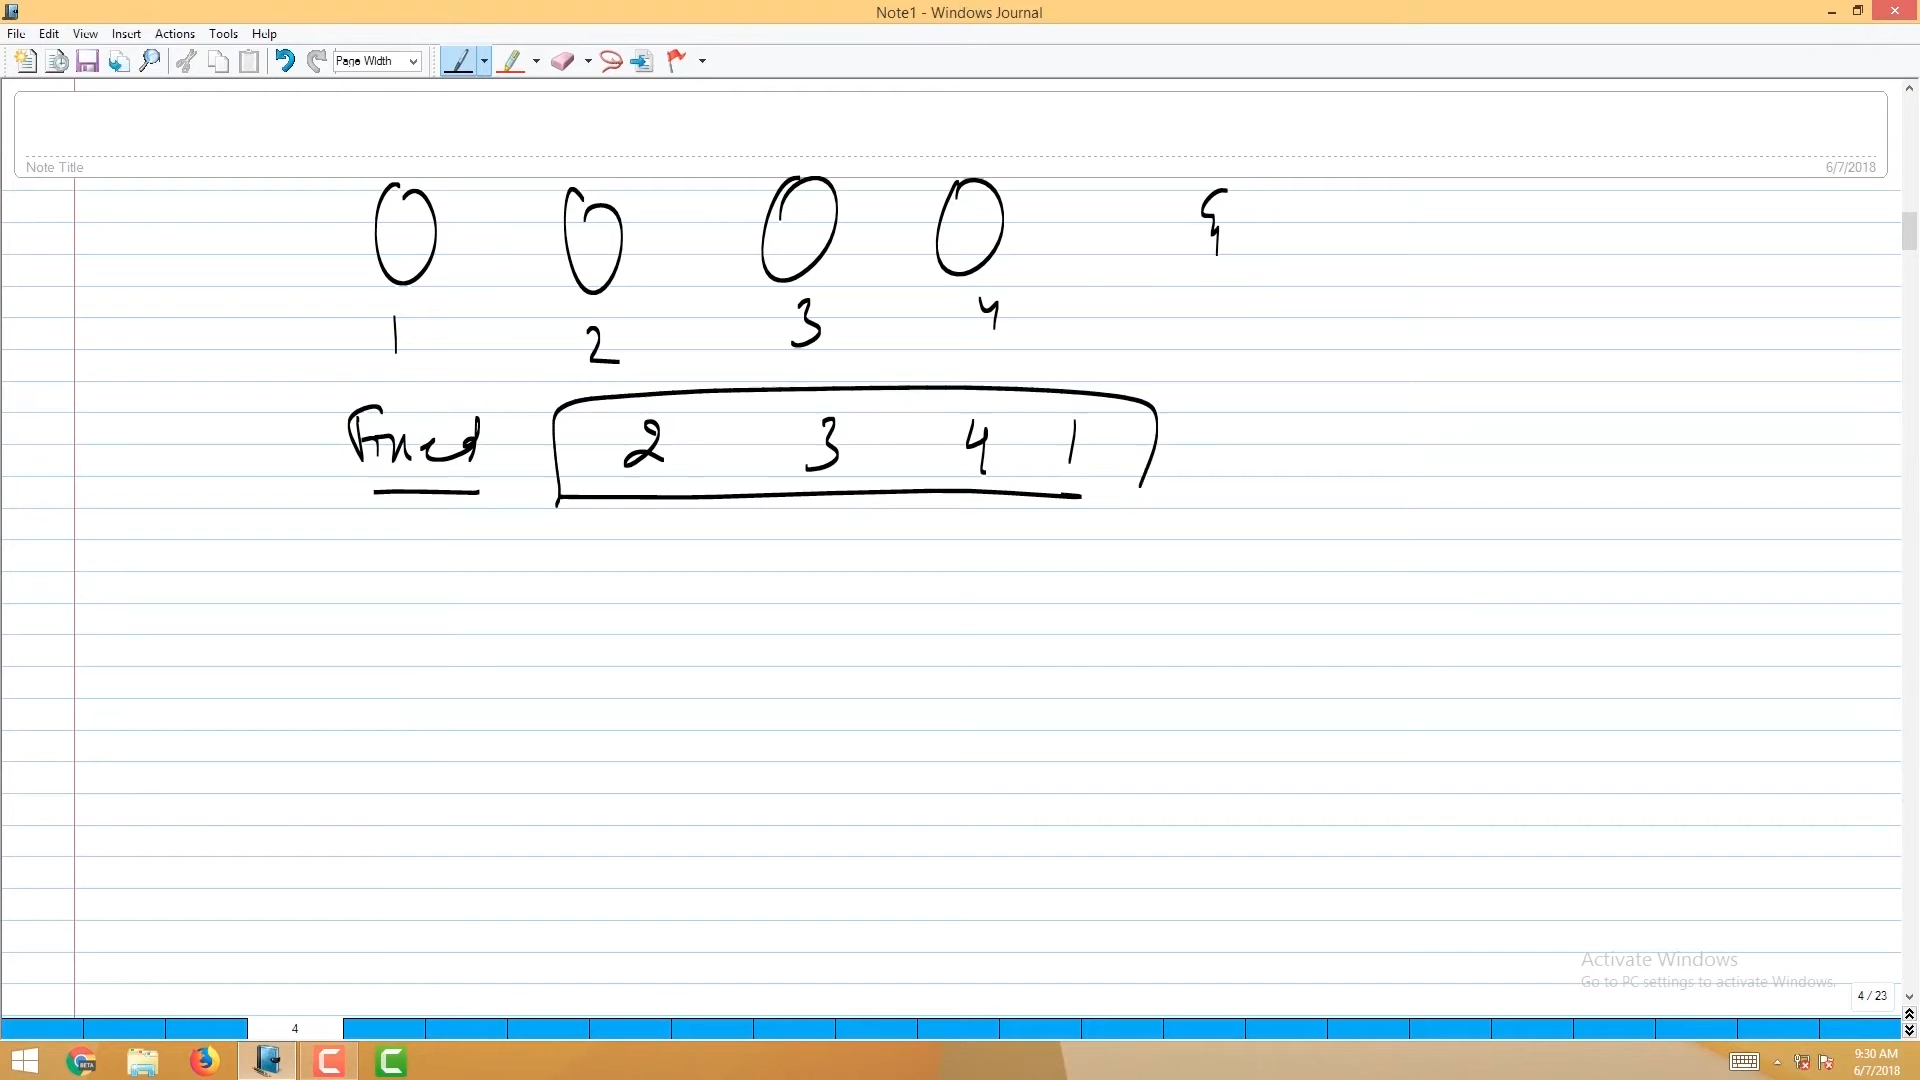 Note1 - Windows Journal
File Edit View Insert Actions Tools Help
Page Width
Note Title 6/7/2018
1 2 3 4
2 3 4 1
Activate Windows
Go to PC settings to activate Windows.
4 / 23
4
BETA
9:30 AM
6/7/2018